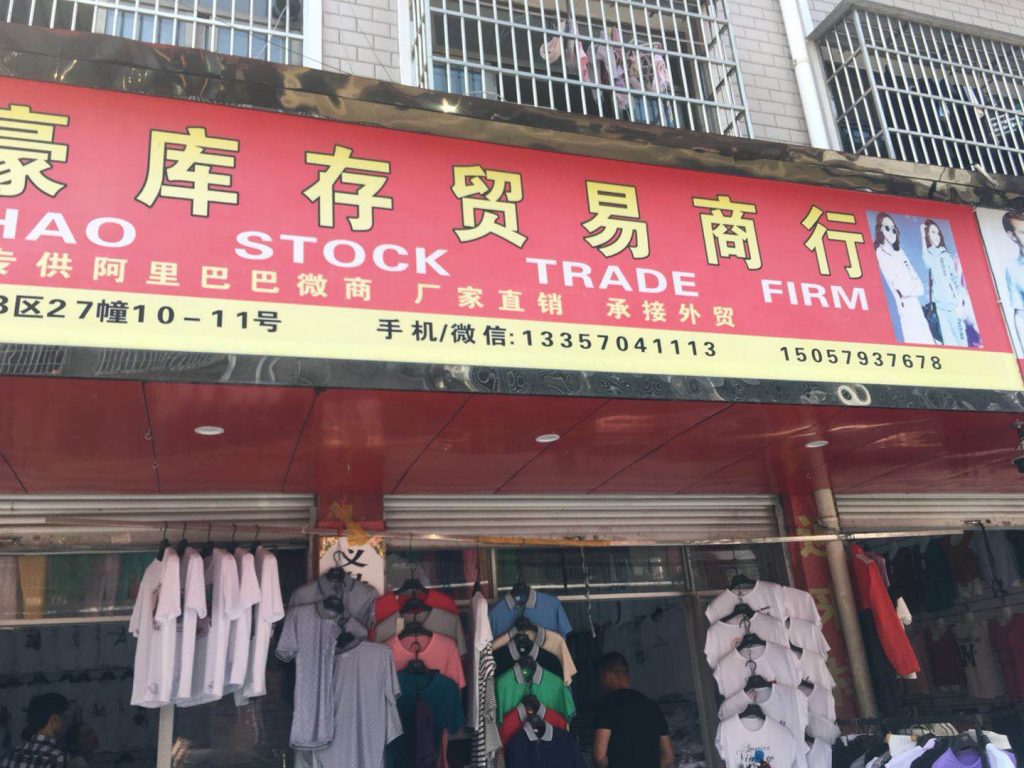 豪库存贸易商行
HAO STOCK TRADE FIRM
专供阿里巴巴微商 厂家直销 承接外贸
B区27幢10-11号 手机/微信:13357041113 15057937678